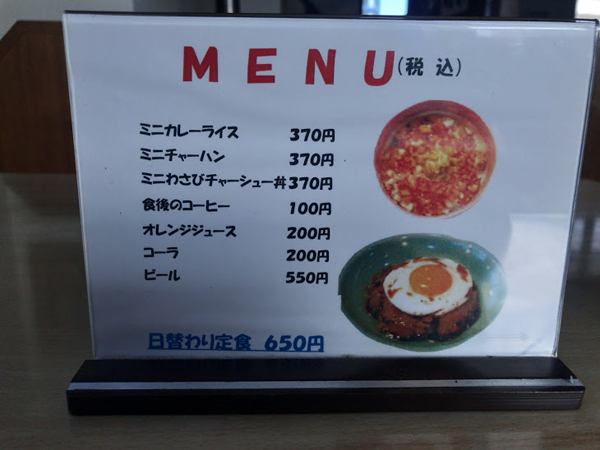 MENU(税 込)
ミニカレーライス 370円
ミニチャーハン 370円
ミニわさびチャーシュー丼 370円
食後のコーヒー 100円
オレンジジュース 200円
コーラ 200円
ビール 550円
日替わり定食 650円